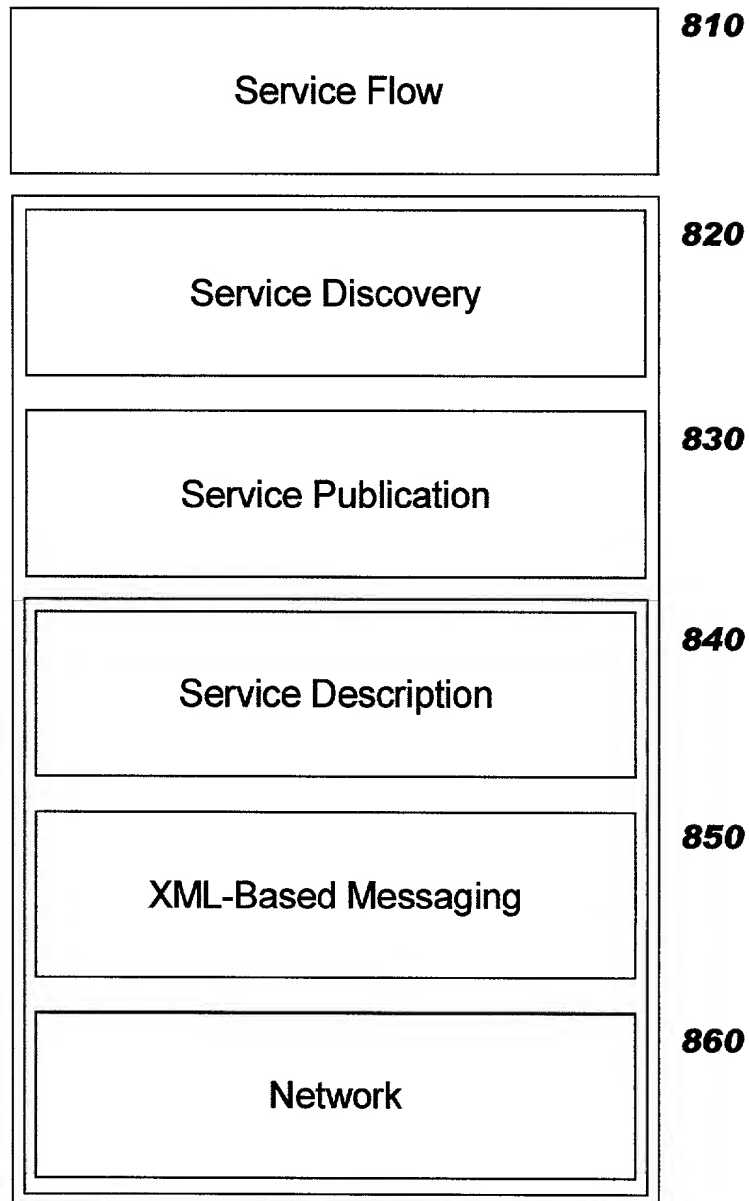 810
Service Flow
820
Service Discovery
830
Service Publication
840
Service Description
850
XML-Based Messaging
860
Network